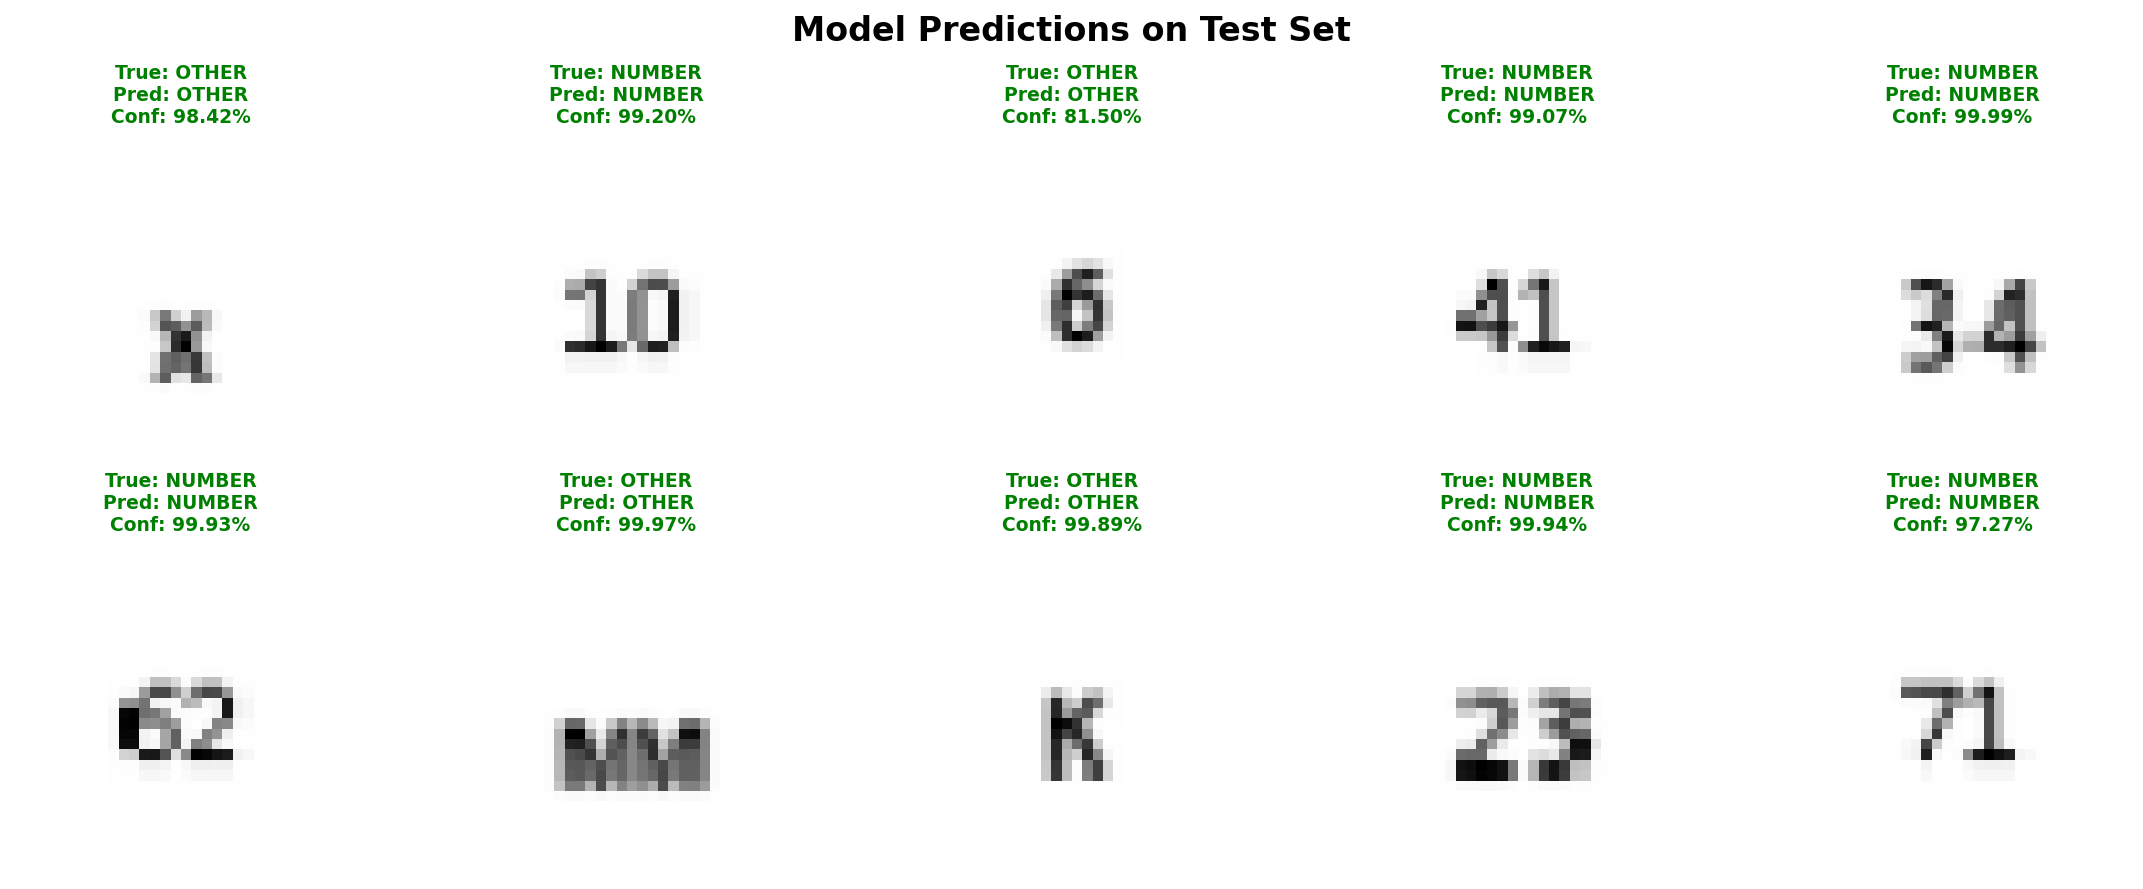 Model Predictions on Test Set
True: OTHER
Pred: OTHER
Conf: 98.42%
x
True: NUMBER
Pred: NUMBER
Conf: 99.20%
10
True: OTHER
Pred: OTHER
Conf: 81.50%
6
True: NUMBER
Pred: NUMBER
Conf: 99.07%
41
True: NUMBER
Pred: NUMBER
Conf: 99.99%
34
True: NUMBER
Pred: NUMBER
Conf: 99.93%
62
True: OTHER
Pred: OTHER
Conf: 99.97%
MM
True: OTHER
Pred: OTHER
Conf: 99.89%
K
True: NUMBER
Pred: NUMBER
Conf: 99.94%
23
True: NUMBER
Pred: NUMBER
Conf: 97.27%
71